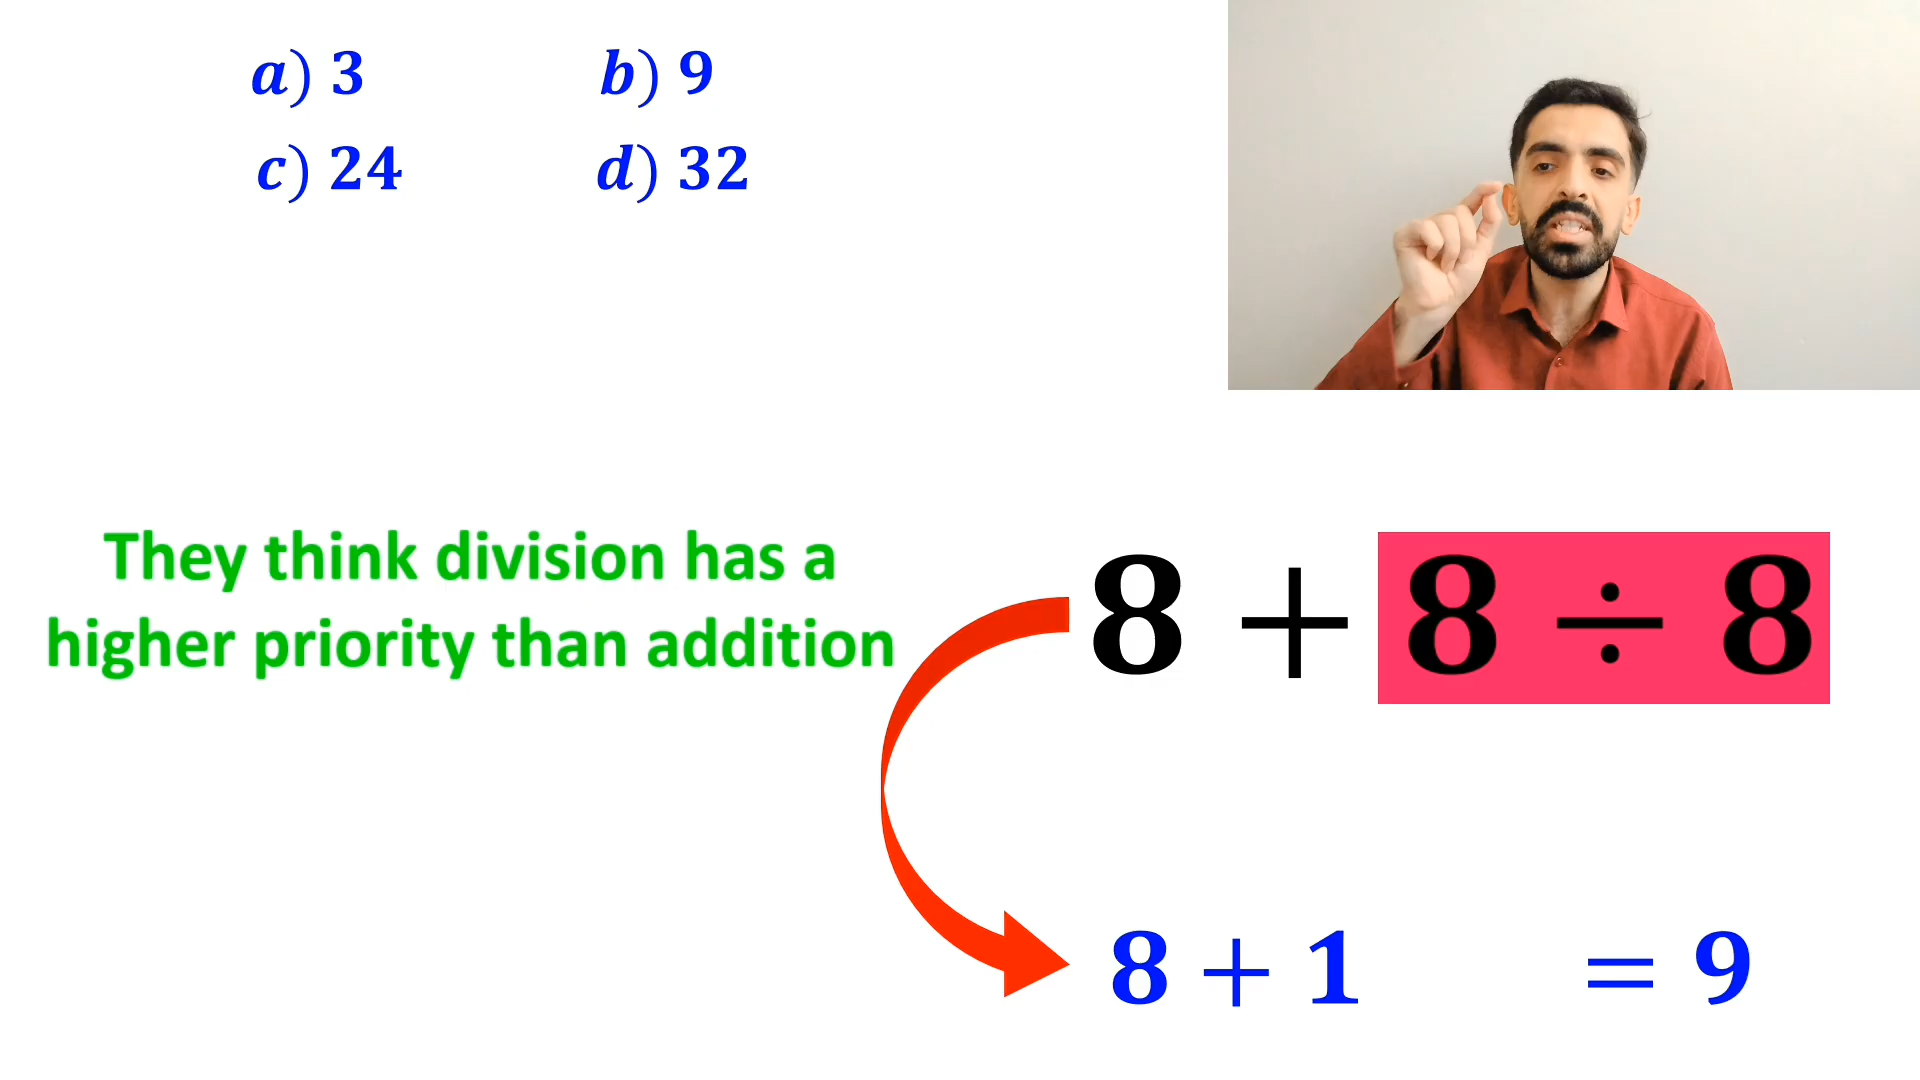 a) 3 b) 9
c) 24 d) 32
They think division has a
higher priority than addition
8 + 8 ÷ 8
8 + 1 = 9